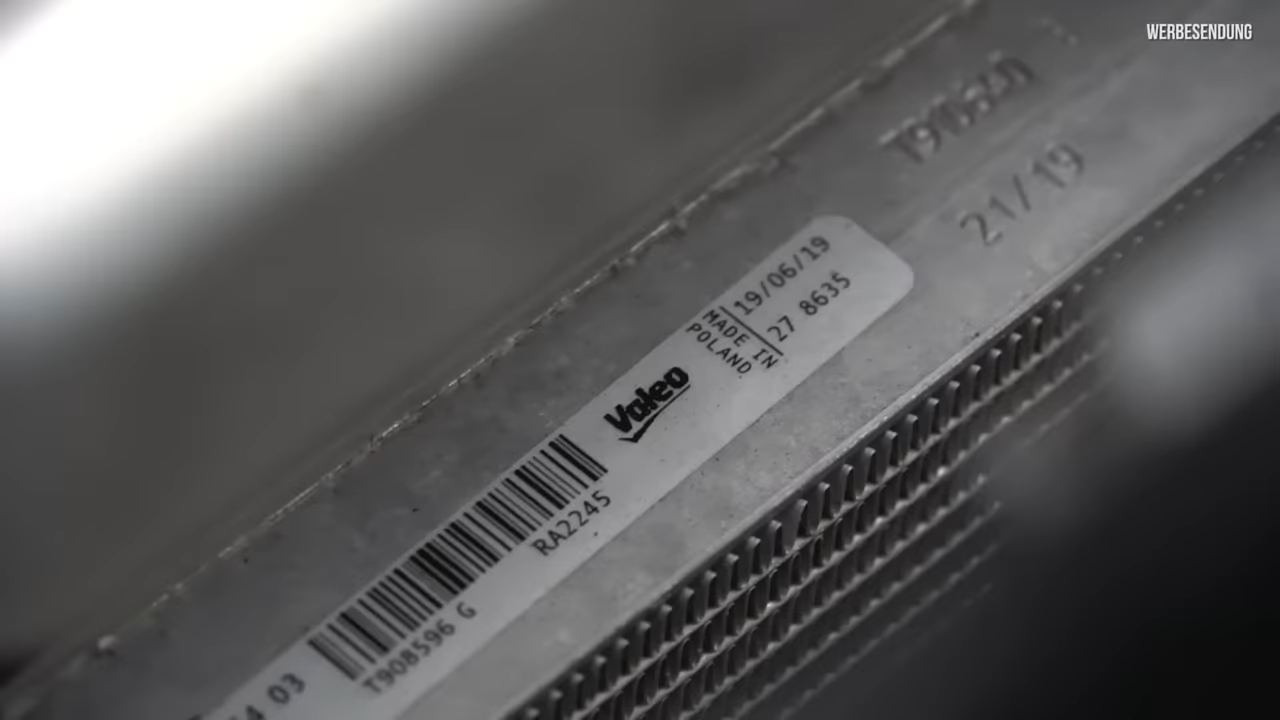 WERBESENDUNG
21/19
19/06/19
27 8635
MADE IN
POLAND
Valeo
RA2245
T908596 G
03